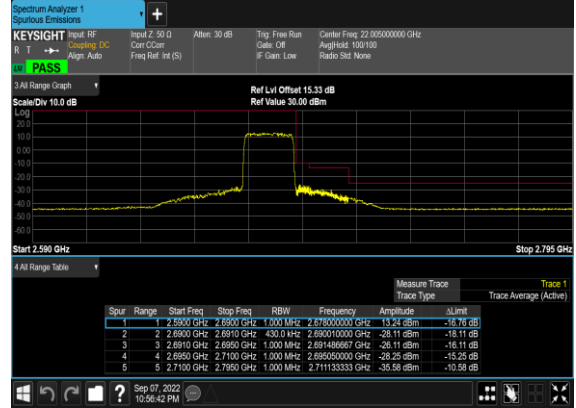 Spectrum Analyzer 1
Spurious Emissions
KEYSIGHT Input: RF Input Z: 50 Ω Atten: 30 dB Trig: Free Run Center Freq: 22.005000000 GHz
R T Coupling: DC Corr CCorr Gate: Off Avg|Hold: 100/100
Align: Auto Freq Ref: Int (S) IF Gain: Low Radio Std: None
PASS
3 All Range Graph
Ref Lvl Offset 15.33 dB
Scale/Div 10.0 dB Ref Value 30.00 dBm
Log
20.0
10.0
0.00
-10.0
-20.0
-30.0
-40.0
-50.0
-60.0
Start 2.590 GHz Stop 2.795 GHz
4 All Range Table
Measure Trace Trace 1
Trace Type Trace Average (Active)
Spur Range Start Freq Stop Freq RBW Frequency Amplitude ΔLimit
1 1 2.5900 GHz 2.6900 GHz 1.000 MHz 2.678000000 GHz 13.24 dBm -16.76 dB
2 2 2.6900 GHz 2.6910 GHz 430.0 kHz 2.690010000 GHz -28.11 dBm -18.11 dB
3 3 2.6910 GHz 2.6950 GHz 1.000 MHz 2.691486667 GHz -26.11 dBm -16.11 dB
4 4 2.6950 GHz 2.7100 GHz 1.000 MHz 2.695050000 GHz -28.25 dBm -15.25 dB
5 5 2.7100 GHz 2.7950 GHz 1.000 MHz 2.711133333 GHz -35.58 dBm -10.58 dB
? Sep 07, 2022
10:56:42 PM